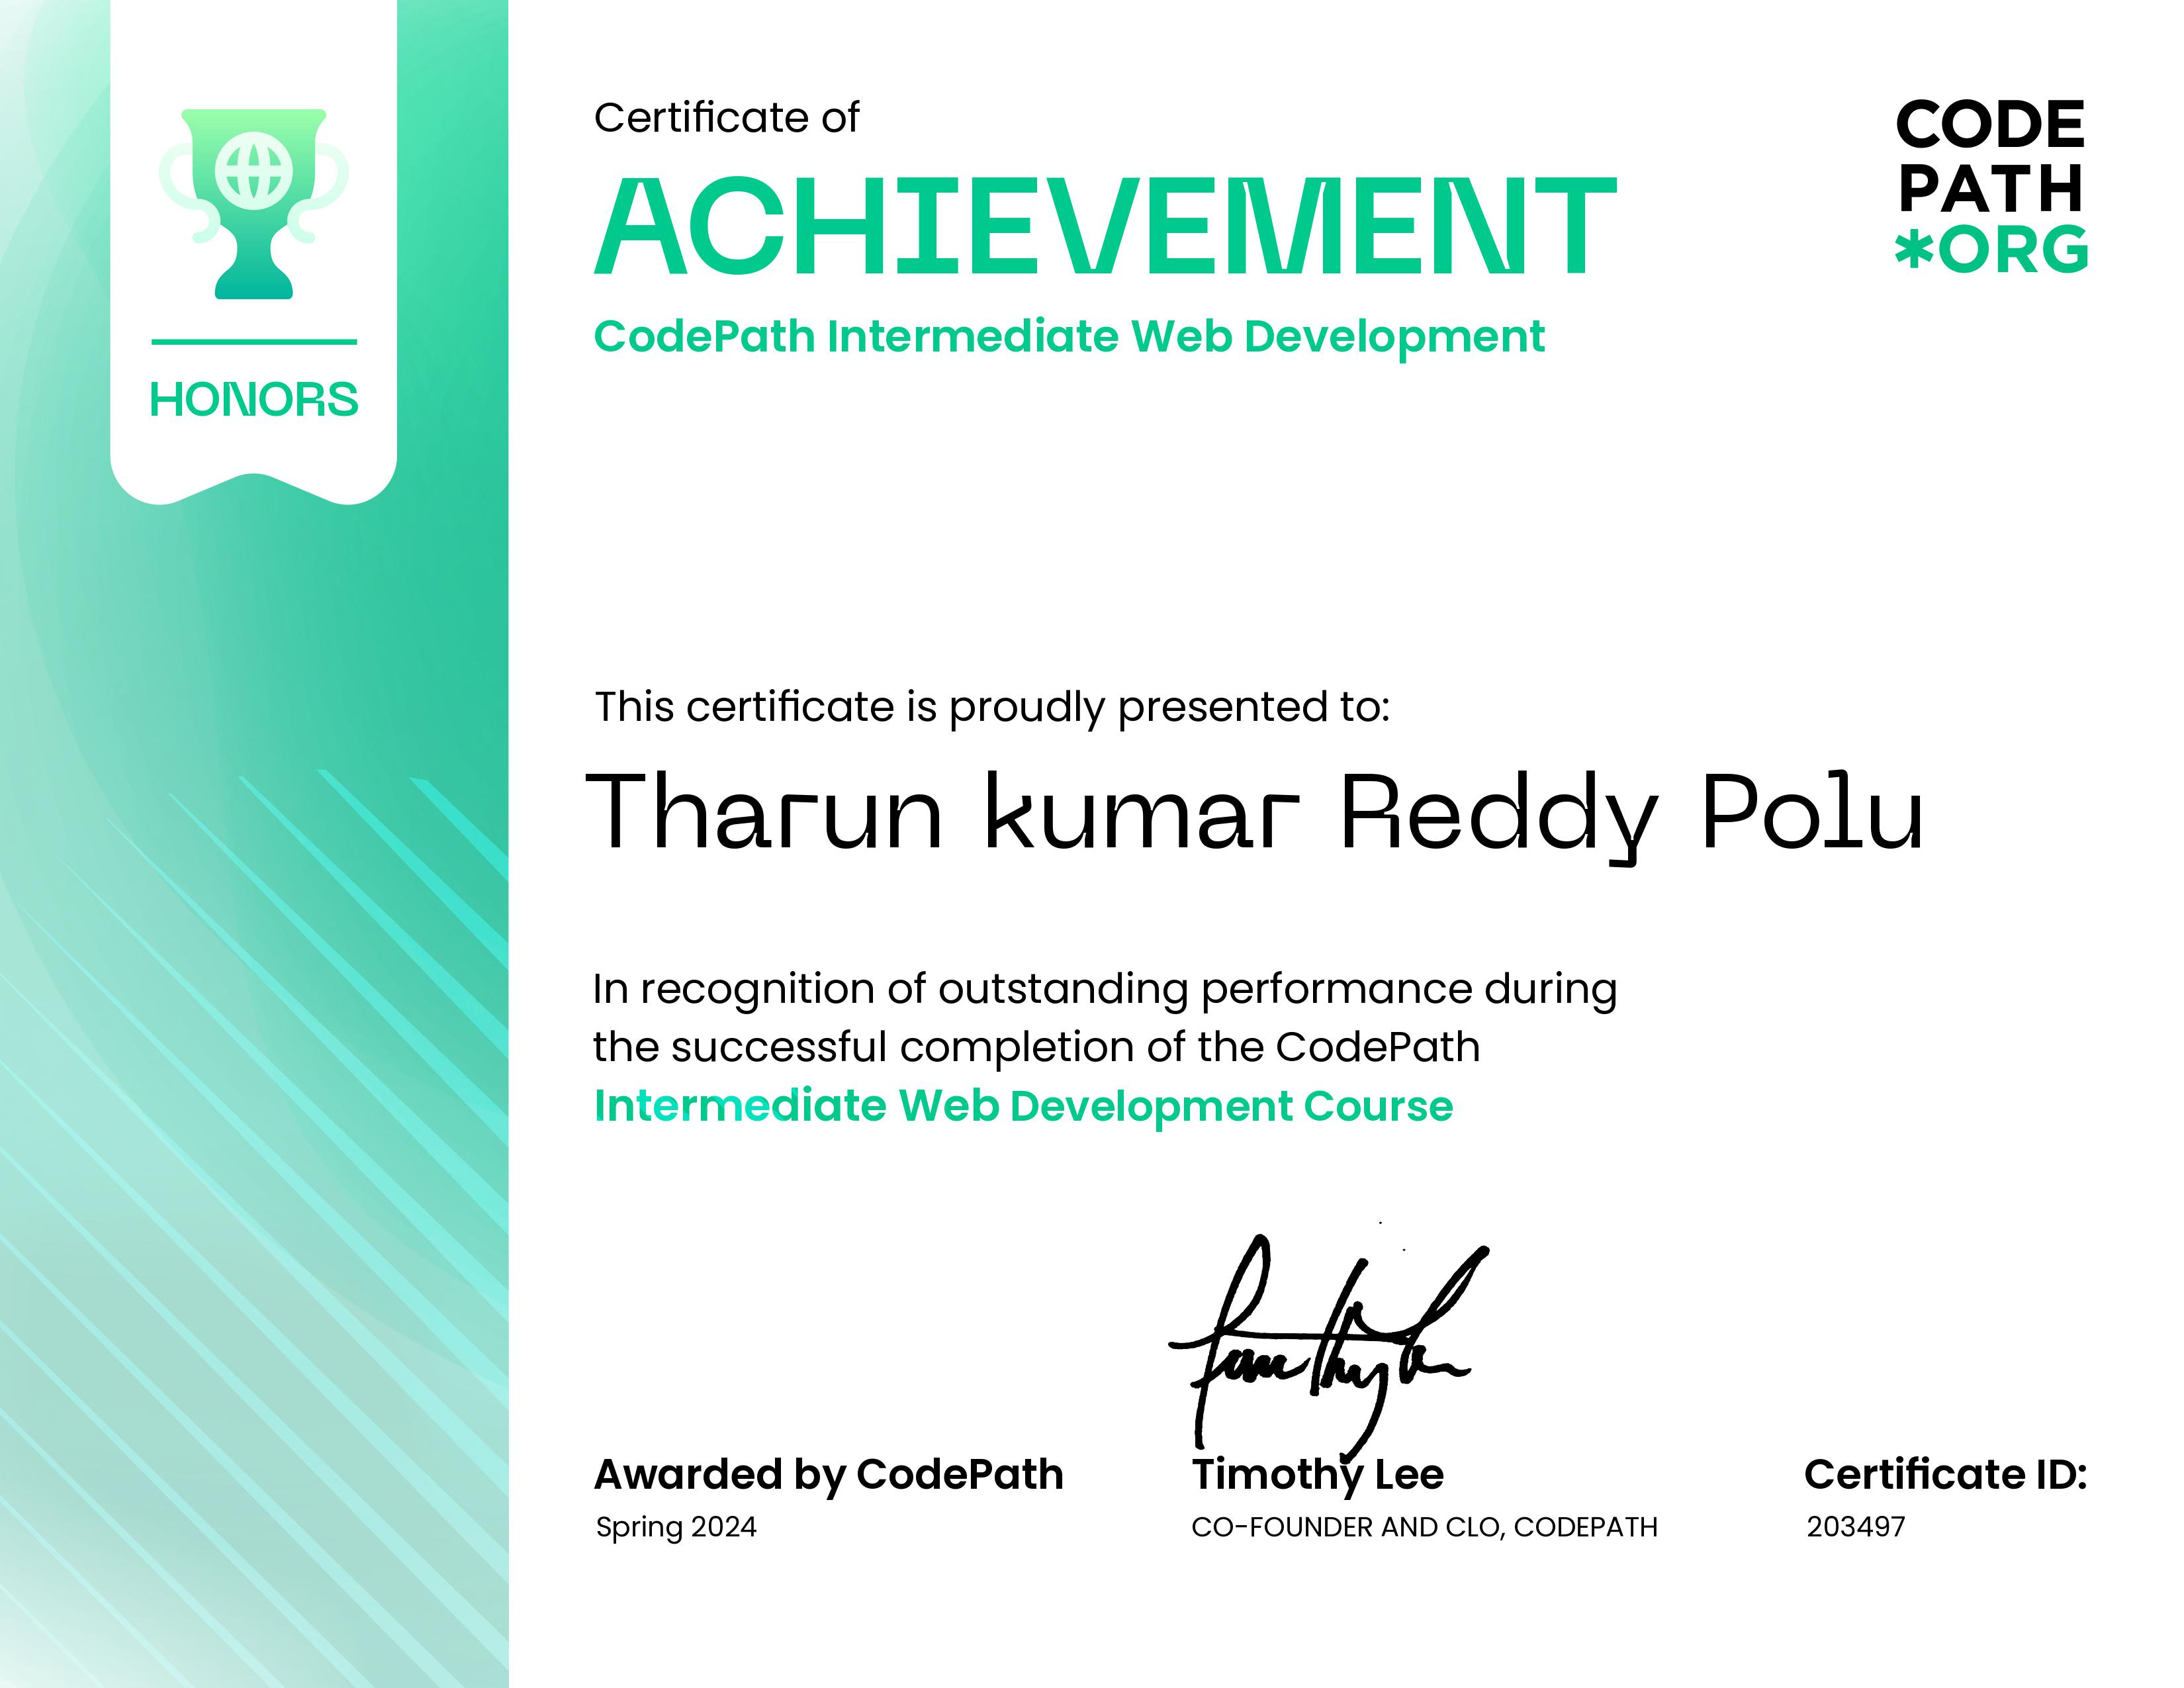 HONORS
Certificate of
ACHIEVEMENT
CodePath Intermediate Web Development
CODE
PATH
*ORG
This certificate is proudly presented to:
Tharun kumar Reddy Polu
In recognition of outstanding performance during
the successful completion of the CodePath
Intermediate Web Development Course
Awarded by CodePath
Spring 2024
Timothy Lee
CO-FOUNDER AND CLO, CODEPATH
Certificate ID:
203497